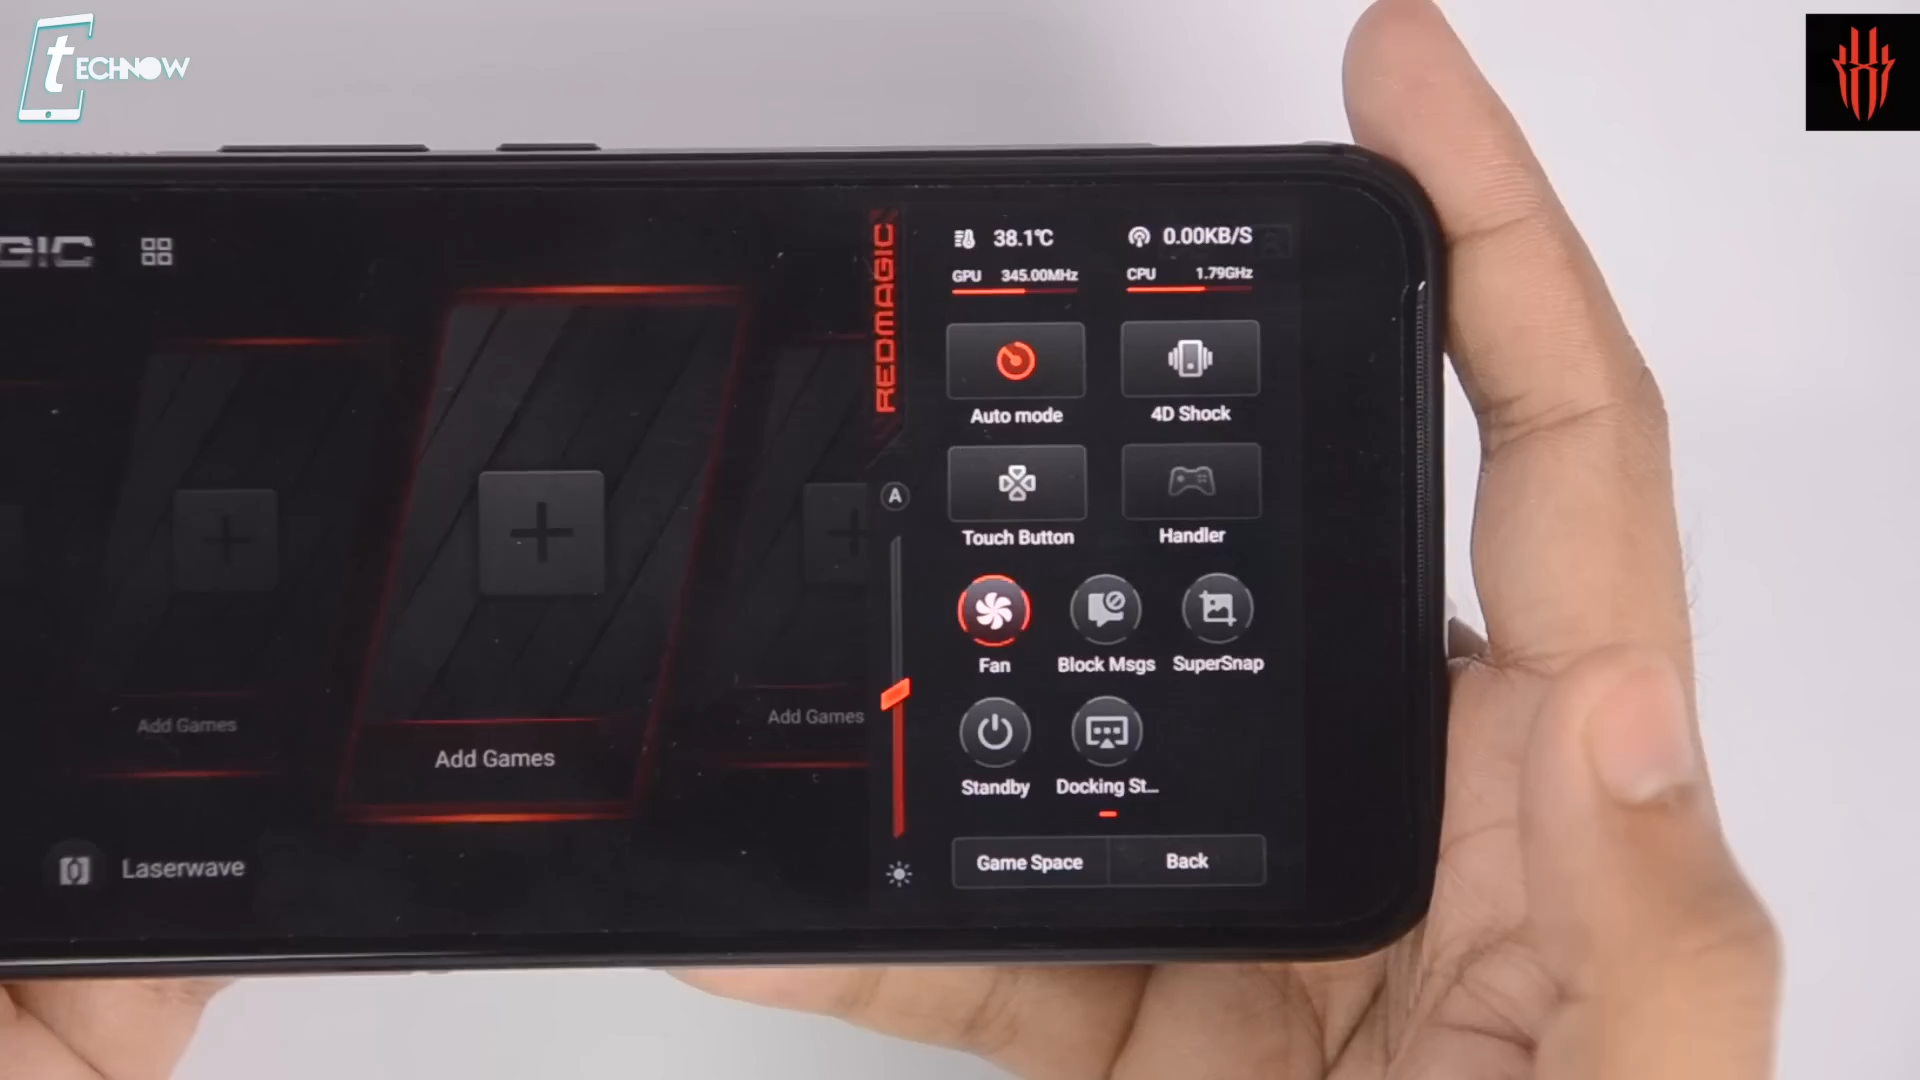 tECHNOW
GIC
REDMAGIC
38.1℃
0.00KB/S
GPU 345.00MHz
CPU 1.79GHz
Auto mode
4D Shock
A
Touch Button
Handler
Fan
Block Msgs
SuperSnap
Add Games
Add Games
Add Games
Standby
Docking St...
Laserwave
Game Space
Back